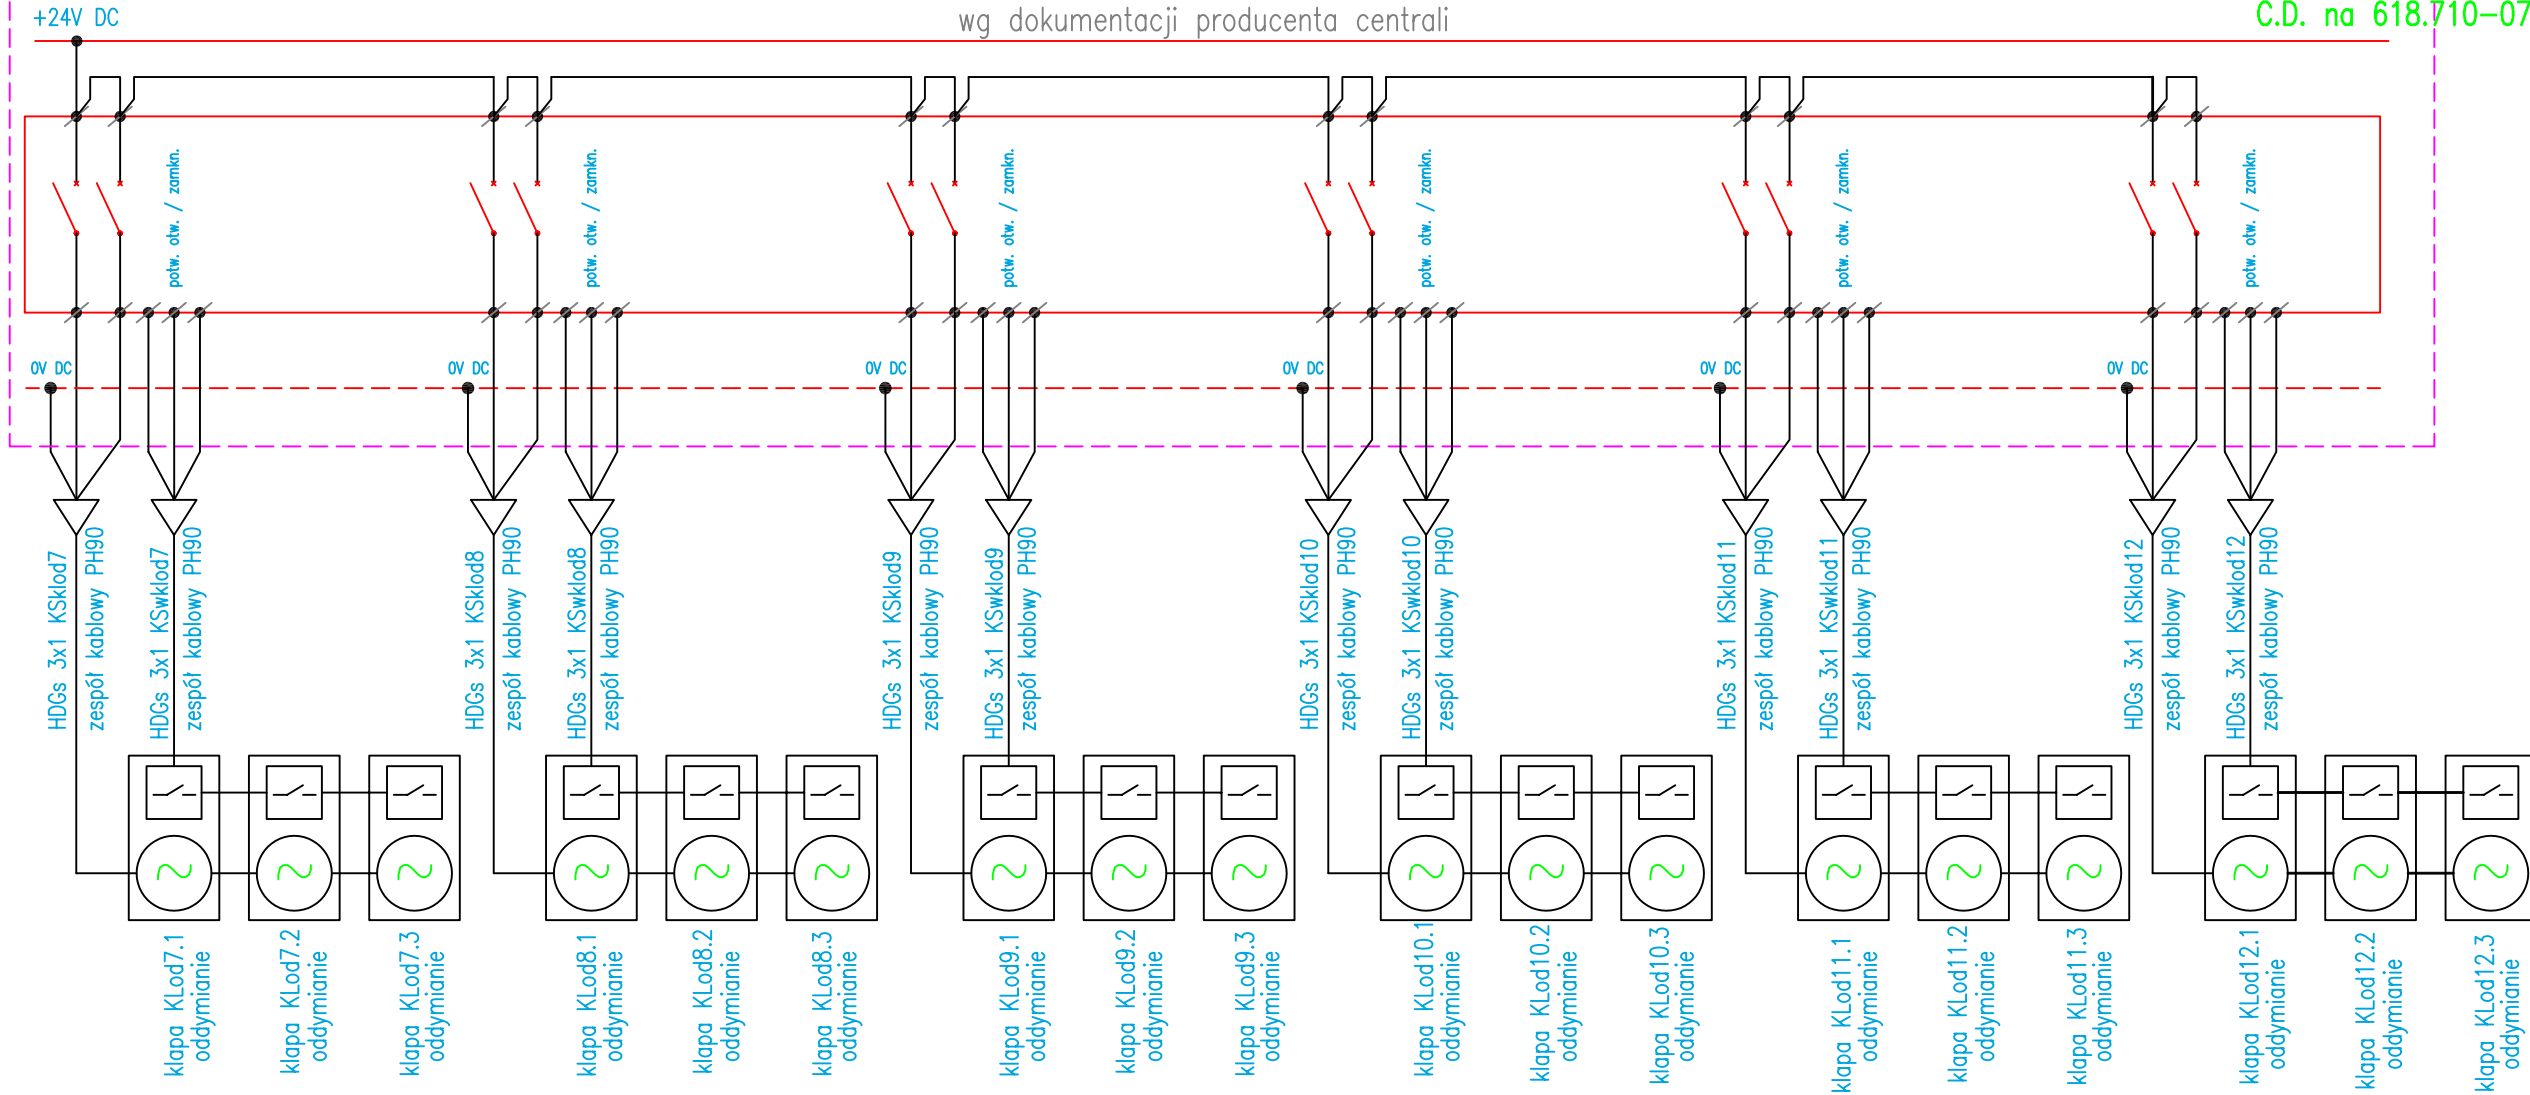 +24V DC
wg dokumentacji producenta centrali
C.D. na 618.710-07
potw. otw. / zamkn.
potw. otw. / zamkn.
potw. otw. / zamkn.
potw. otw. / zamkn.
potw. otw. / zamkn.
potw. otw. / zamkn.
0V DC
0V DC
0V DC
0V DC
0V DC
0V DC
HDGs 3x1 KSklod7
zespół kablowy PH90
HDGs 3x1 KSwklod7
zespół kablowy PH90
HDGs 3x1 KSklod8
zespół kablowy PH90
HDGs 3x1 KSwklod8
zespół kablowy PH90
HDGs 3x1 KSklod9
zespół kablowy PH90
HDGs 3x1 KSwklod9
zespół kablowy PH90
HDGs 3x1 KSklod10
zespół kablowy PH90
HDGs 3x1 KSwklod10
zespół kablowy PH90
HDGs 3x1 KSklod11
zespół kablowy PH90
HDGs 3x1 KSwklod11
zespół kablowy PH90
HDGs 3x1 KSklod12
zespół kablowy PH90
HDGs 3x1 KSwklod12
zespół kablowy PH90
klapa KLod7.1
oddymianie
klapa KLod7.2
oddymianie
klapa KLod7.3
oddymianie
klapa KLod8.1
oddymianie
klapa KLod8.2
oddymianie
klapa KLod8.3
oddymianie
klapa KLod9.1
oddymianie
klapa KLod9.2
oddymianie
klapa KLod9.3
oddymianie
klapa KLod10.1
oddymianie
klapa KLod10.2
oddymianie
klapa KLod10.3
oddymianie
klapa KLod11.1
oddymianie
klapa KLod11.2
oddymianie
klapa KLod11.3
oddymianie
klapa KLod12.1
oddymianie
klapa KLod12.2
oddymianie
klapa KLod12.3
oddymianie